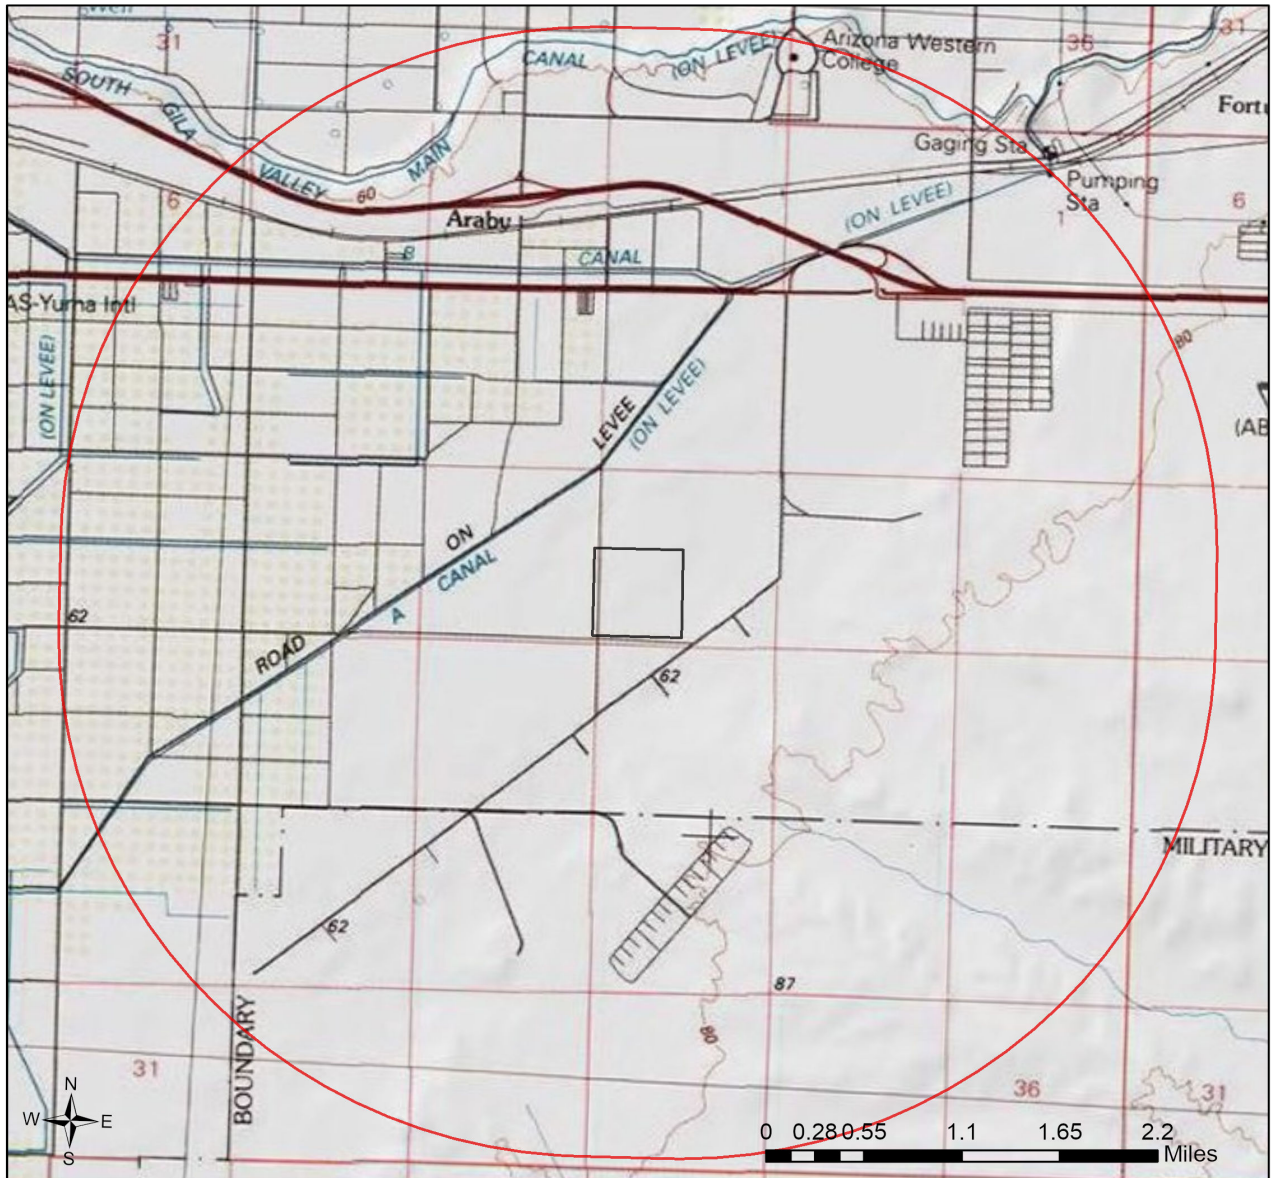 Well
31
CANAL
(ON LEVEE)
Arizona Western
College
36
31
SOUTH
GILA
VALLEY
MAIN
60
Gaging Sta
Pumping
Sta
6
Araby
(ON LEVEE)
1
6
B
CANAL
AS-Yuma Intl
(ON LEVEE)
80
LEVEE
(ON LEVEE)
(AB
ON
CANAL
A
62
ROAD
62
MILITARY
62
87
BOUNDARY
80
31
36
31
N
W
E
S
0 0.28 0.55 1.1 1.65 2.2
Miles